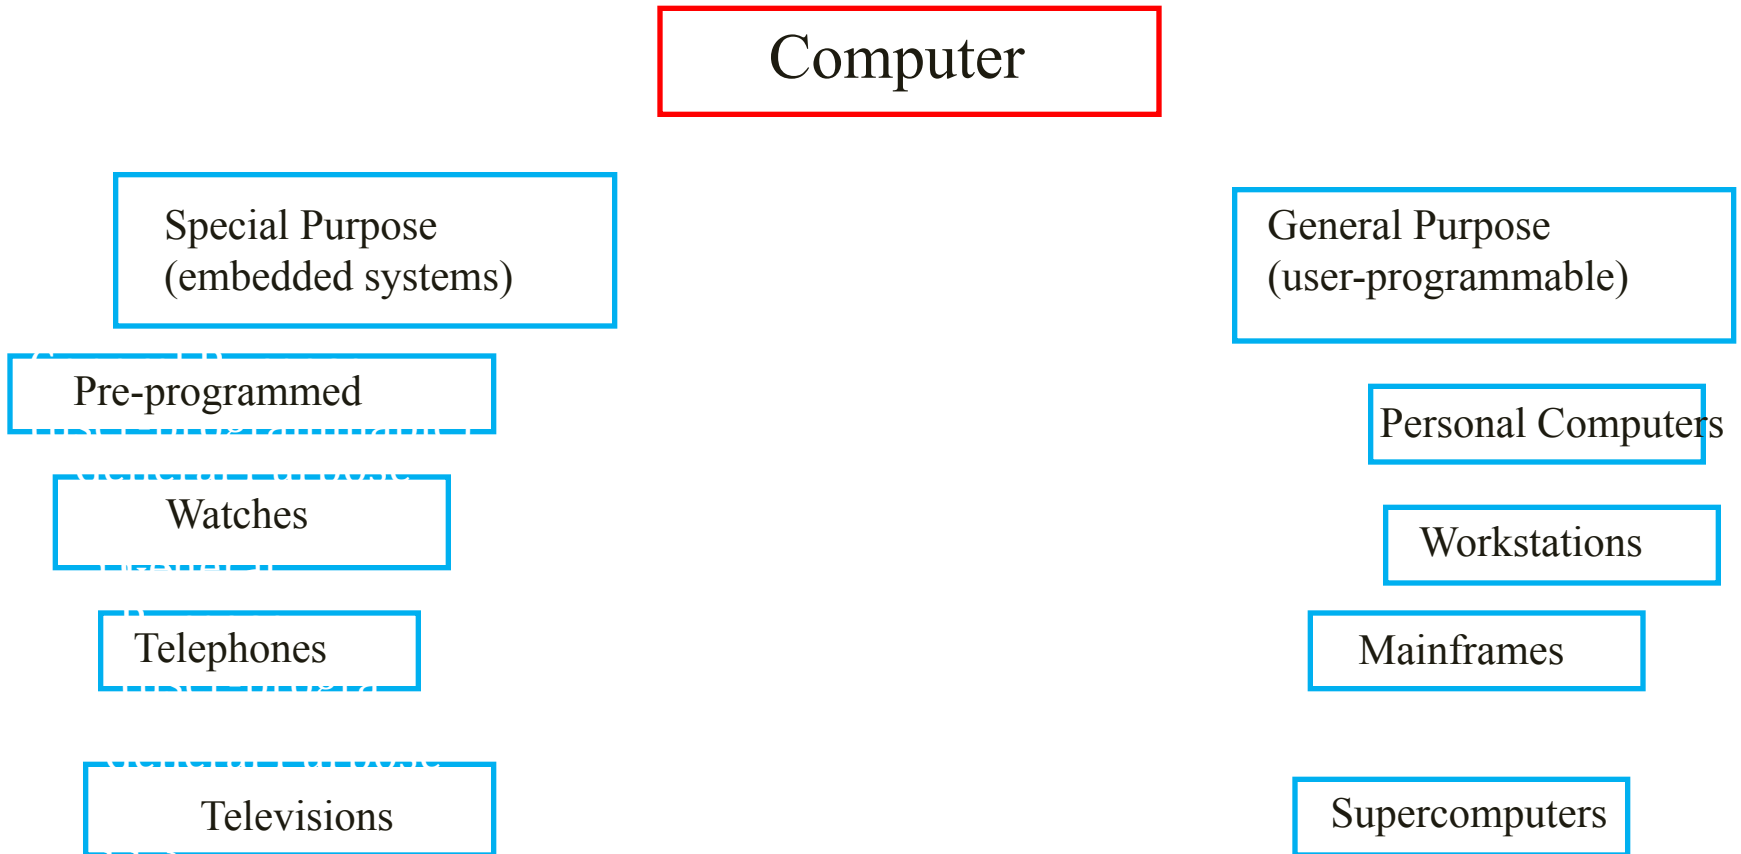 Computer
Special Purpose
(embedded systems)
General Purpose
(user-programmable)
Pre-programmed
Personal Computers
Watches
Workstations
Telephones
Mainframes
Televisions
Supercomputers